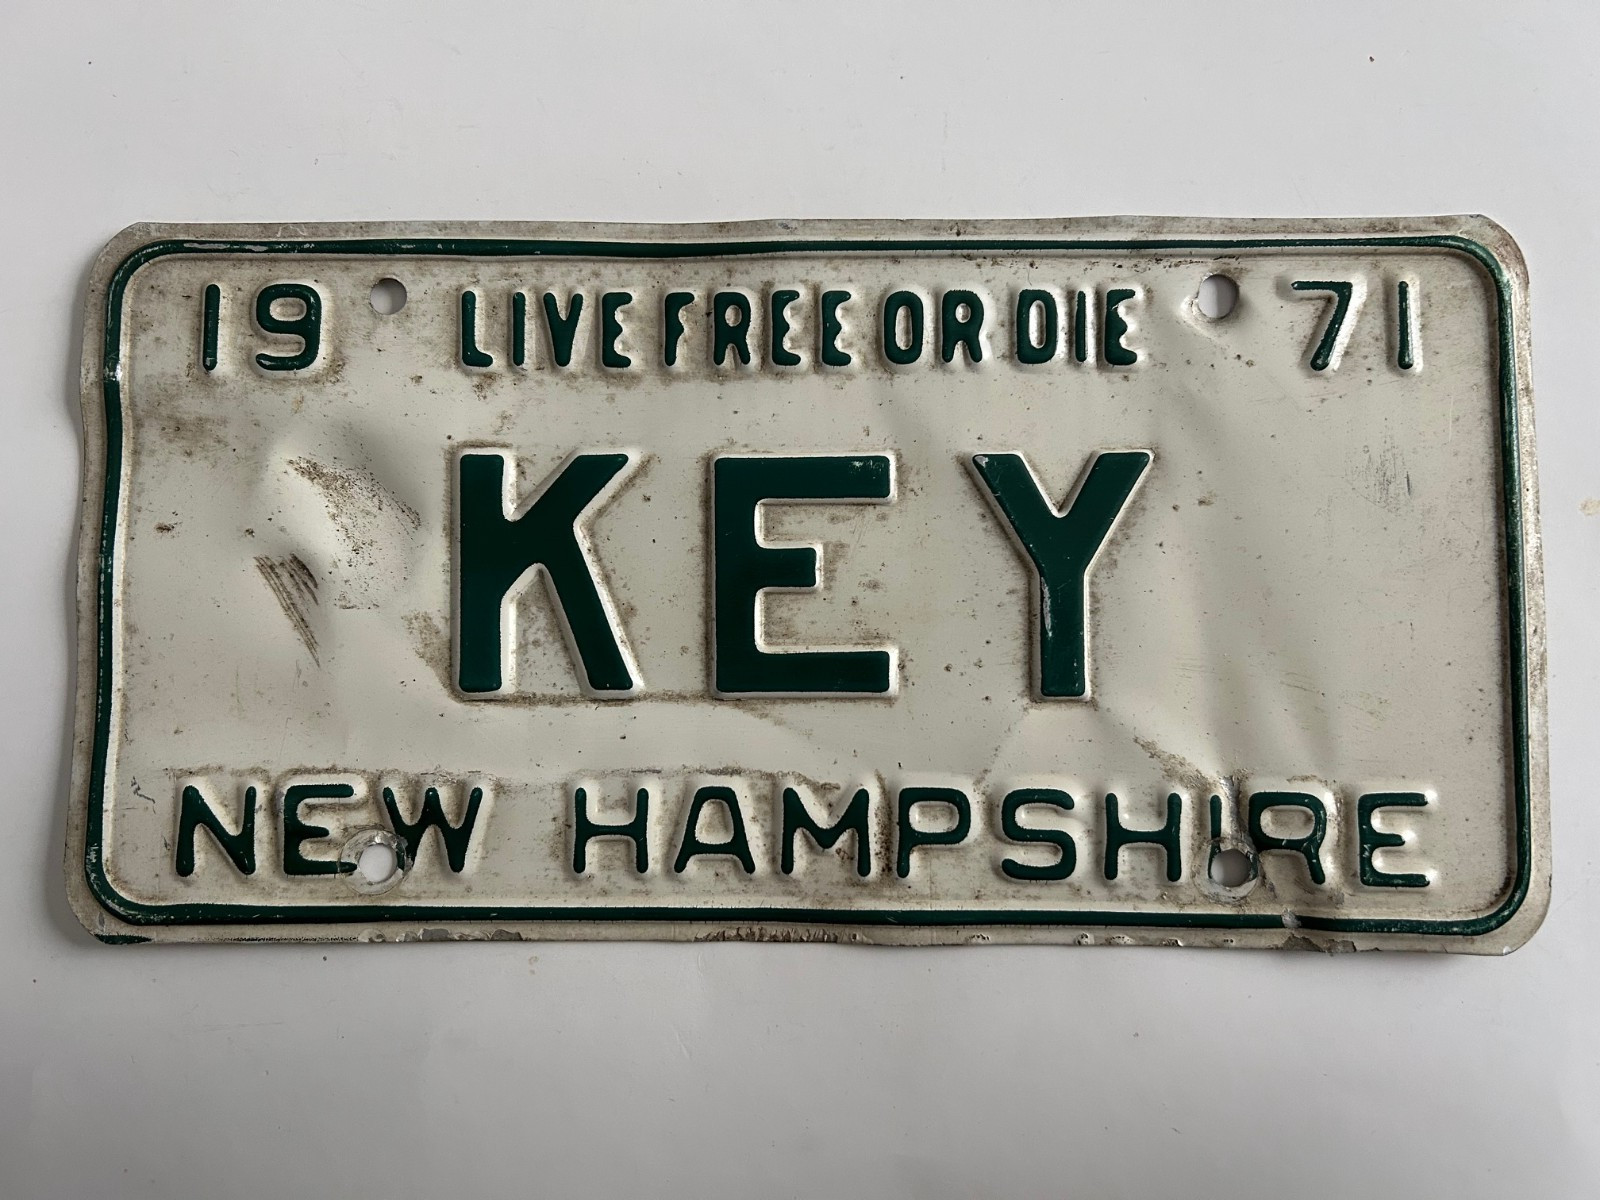 19 LIVE FREE OR DIE 71
KEY
NEW HAMPSHIRE